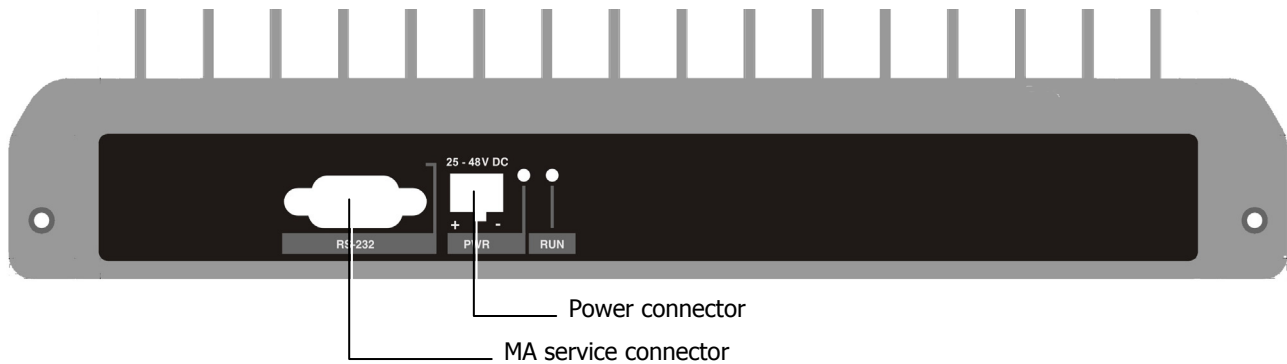 25 - 48V DC
+ -
RS-232 PWR RUN
Power connector
MA service connector